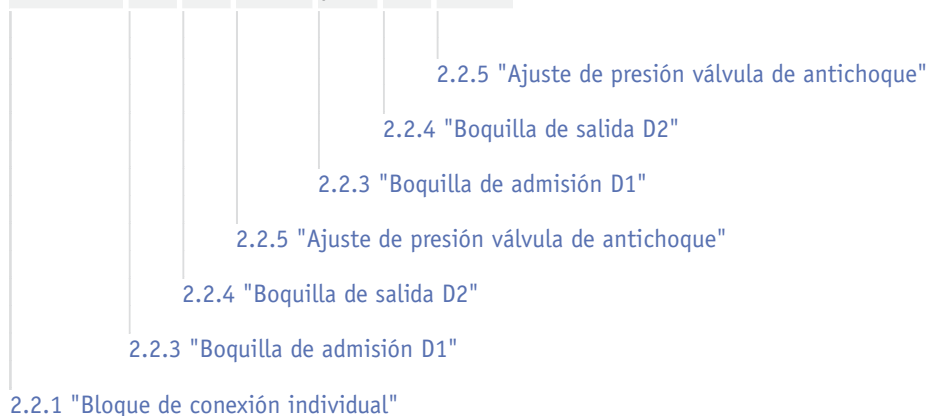 2.2.5 "Ajuste de presión válvula de antichoque"
2.2.4 "Boquilla de salida D2"
2.2.3 "Boquilla de admisión D1"
2.2.5 "Ajuste de presión válvula de antichoque"
2.2.4 "Boquilla de salida D2"
2.2.3 "Boquilla de admisión D1"
2.2.1 "Bloque de conexión individual"